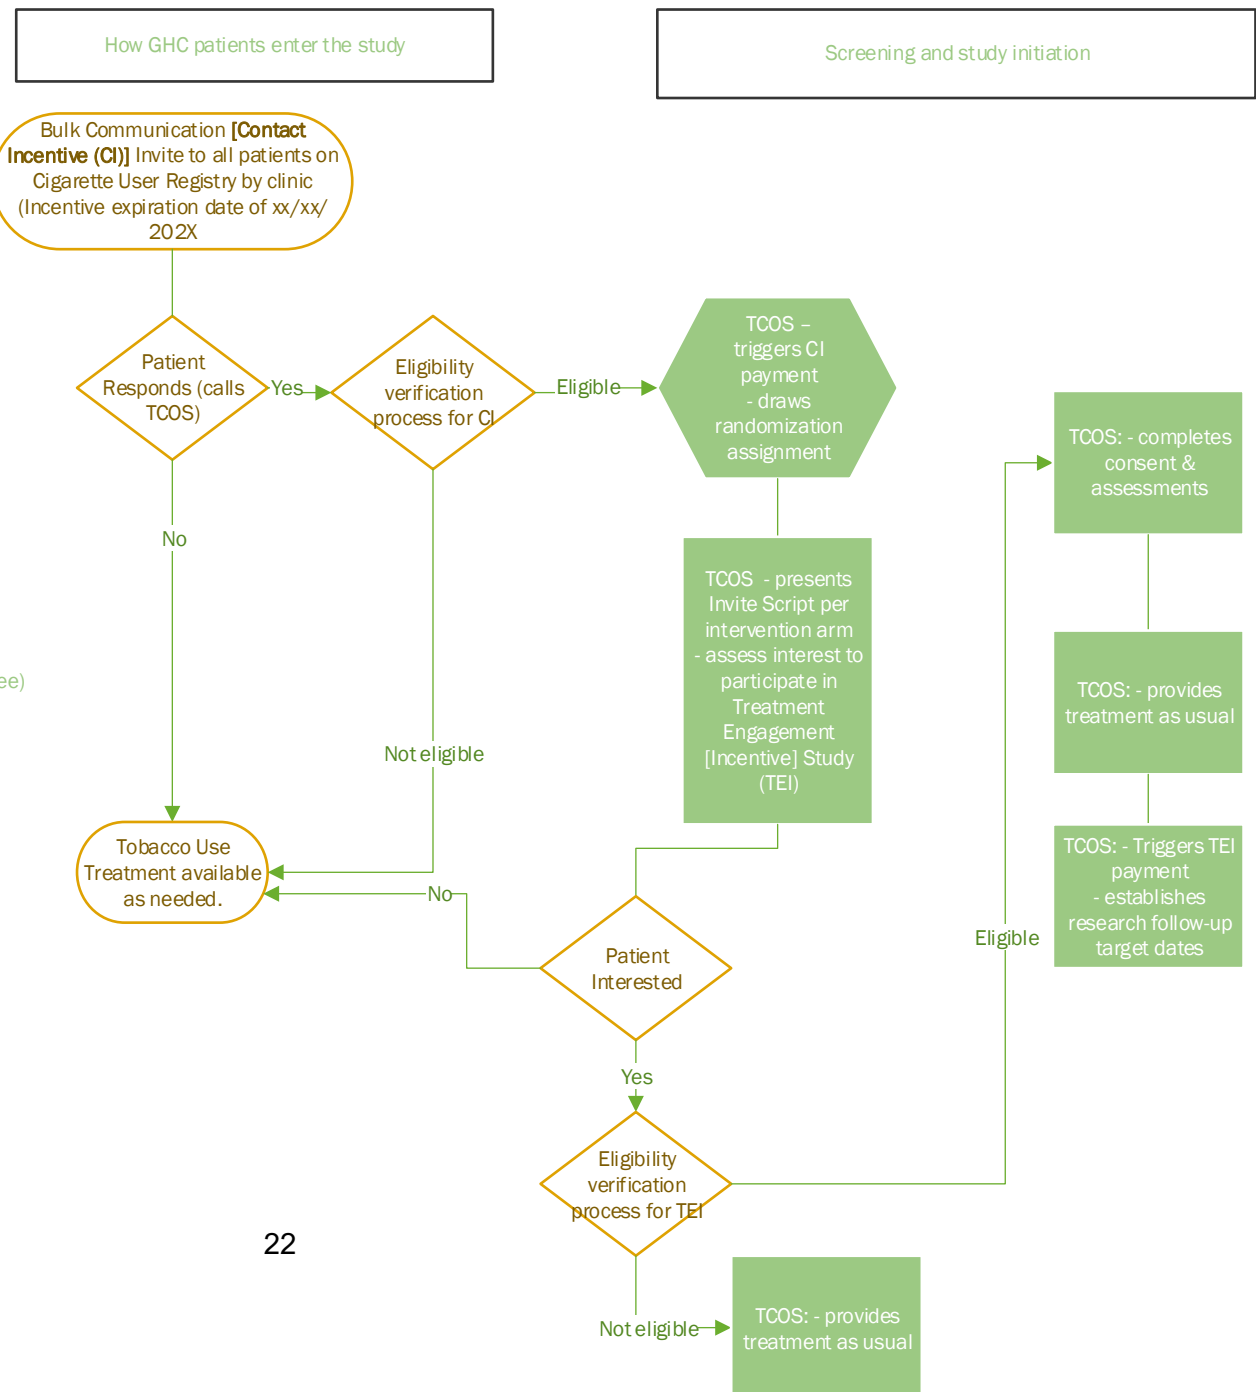 How GHC patients enter the study
Screening and study initiation
Bulk Communication [Contact
Incentive (CI)] Invite to all patients on
Cigarette User Registry by clinic
(Incentive expiration date of xx/xx/
202X
Patient
Responds (calls
TCOS)
Yes
Eligibility
verification
process for CI
Eligible
TCOS –
triggers CI
payment
- draws
randomization
assignment
TCOS: - completes
consent &
assessments
No
TCOS - presents
Invite Script per
intervention arm
- assess interest to
participate in
Treatment
Engagement
[Incentive] Study
(TEI)
ee)
TCOS: - provides
treatment as usual
Not eligible
Tobacco Use
Treatment available
as needed.
No
TCOS: - Triggers TEI
payment
- establishes
research follow-up
target dates
Eligible
Patient
Interested
Yes
Eligibility
verification
process for TEI
22
Not eligible
TCOS: - provides
treatment as usual